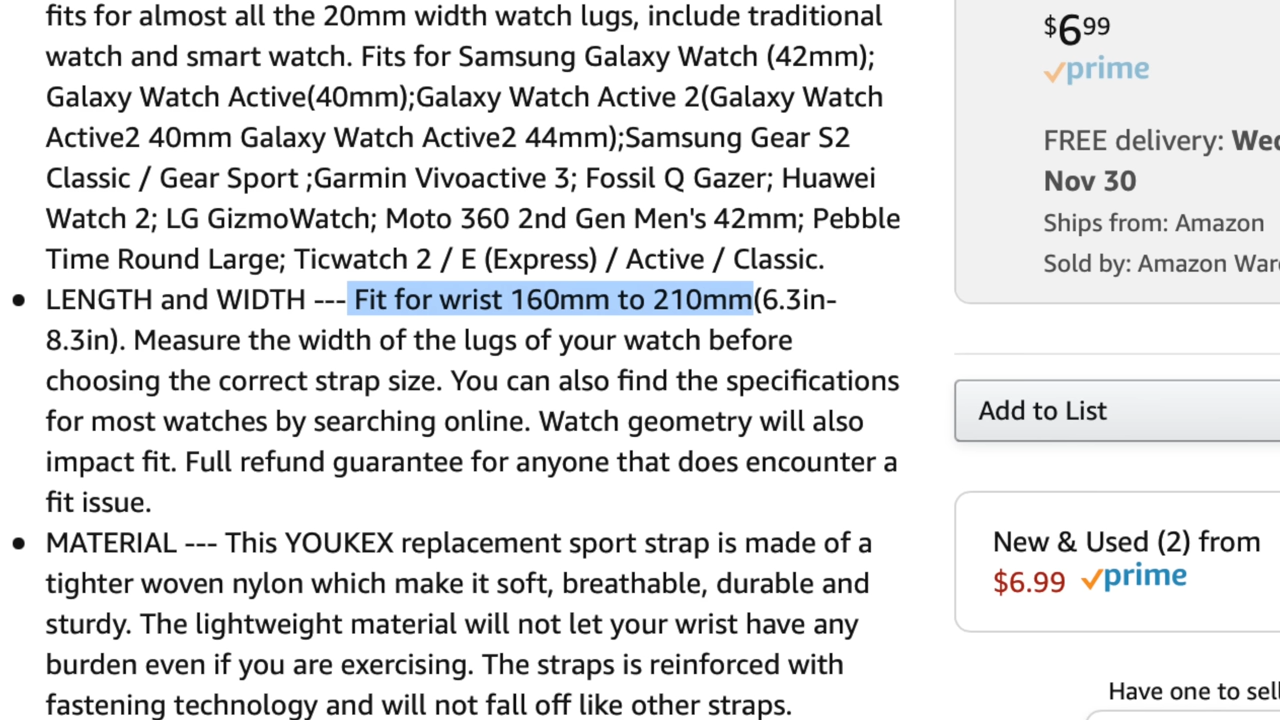 fits for almost all the 20mm width watch lugs, include traditional
watch and smart watch. Fits for Samsung Galaxy Watch (42mm);
Galaxy Watch Active(40mm);Galaxy Watch Active 2(Galaxy Watch
Active2 40mm Galaxy Watch Active2 44mm);Samsung Gear S2
Classic / Gear Sport ;Garmin Vivoactive 3; Fossil Q Gazer; Huawei
Watch 2; LG GizmoWatch; Moto 360 2nd Gen Men's 42mm; Pebble
Time Round Large; Ticwatch 2 / E (Express) / Active / Classic.
• LENGTH and WIDTH --- Fit for wrist 160mm to 210mm(6.3in-
8.3in). Measure the width of the lugs of your watch before
choosing the correct strap size. You can also find the specifications
for most watches by searching online. Watch geometry will also
impact fit. Full refund guarantee for anyone that does encounter a
fit issue.
• MATERIAL --- This YOUKEX replacement sport strap is made of a
tighter woven nylon which make it soft, breathable, durable and
sturdy. The lightweight material will not let your wrist have any
burden even if you are exercising. The straps is reinforced with
fastening technology and will not fall off like other straps.
$6.99
prime
FREE delivery: Wed
Nov 30
Ships from: Amazon
Sold by: Amazon Ware
Add to List
New & Used (2) from
$6.99 prime
Have one to sell